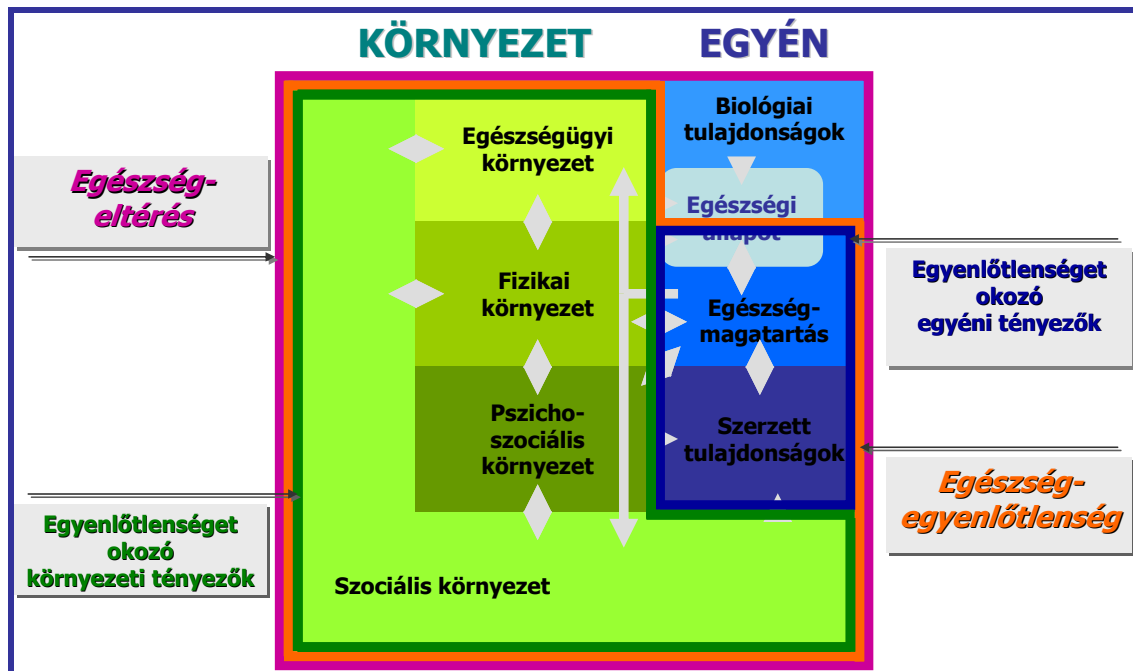 KÖRNYEZET
EGYÉN
Egészség-
eltérés
Egyenlőtlenséget
okozó
környezeti tényezők
Egészségügyi
környezet
Fizikai
környezet
Pszicho-
szociális
környezet
Szociális környezet
Biológiai
tulajdonságok
Egészségi
állapot
Egészség-
magatartás
Szerzett
tulajdonságok
Egyenlőtlenséget
okozó
egyéni tényezők
Egészség-
egyenlőtlenség